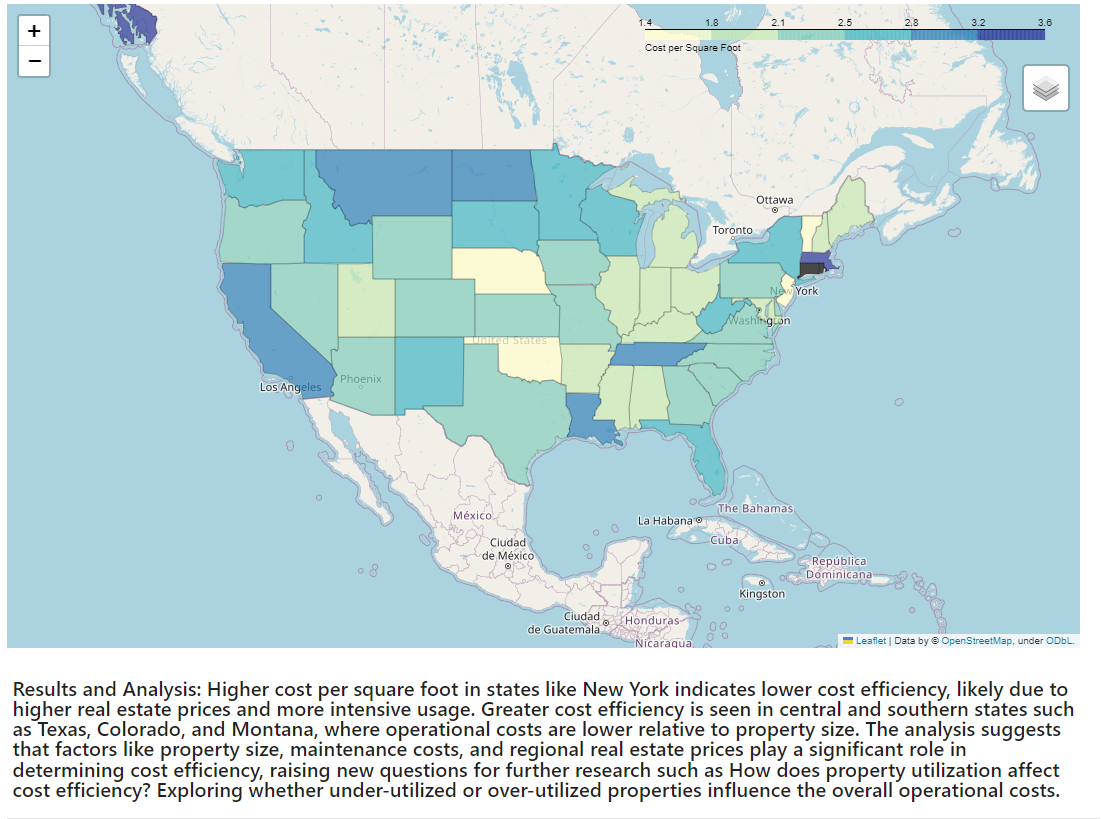 +
−
1.4 1.8 2.1 2.5 2.8 3.2 3.6
Cost per Square Foot
Ottawa
Toronto
New York
Washington
United States
Los Angeles
Phoenix
México
Ciudad
de México
La Habana
The Bahamas
Cuba
República
Dominicana
Kingston
Ciudad
de Guatemala
Honduras
Nicaragua
Leaflet | Data by © OpenStreetMap, under ODbL.
Results and Analysis: Higher cost per square foot in states like New York indicates lower cost efficiency, likely due to
higher real estate prices and more intensive usage. Greater cost efficiency is seen in central and southern states such
as Texas, Colorado, and Montana, where operational costs are lower relative to property size. The analysis suggests
that factors like property size, maintenance costs, and regional real estate prices play a significant role in
determining cost efficiency, raising new questions for further research such as How does property utilization affect
cost efficiency? Exploring whether under-utilized or over-utilized properties influence the overall operational costs.